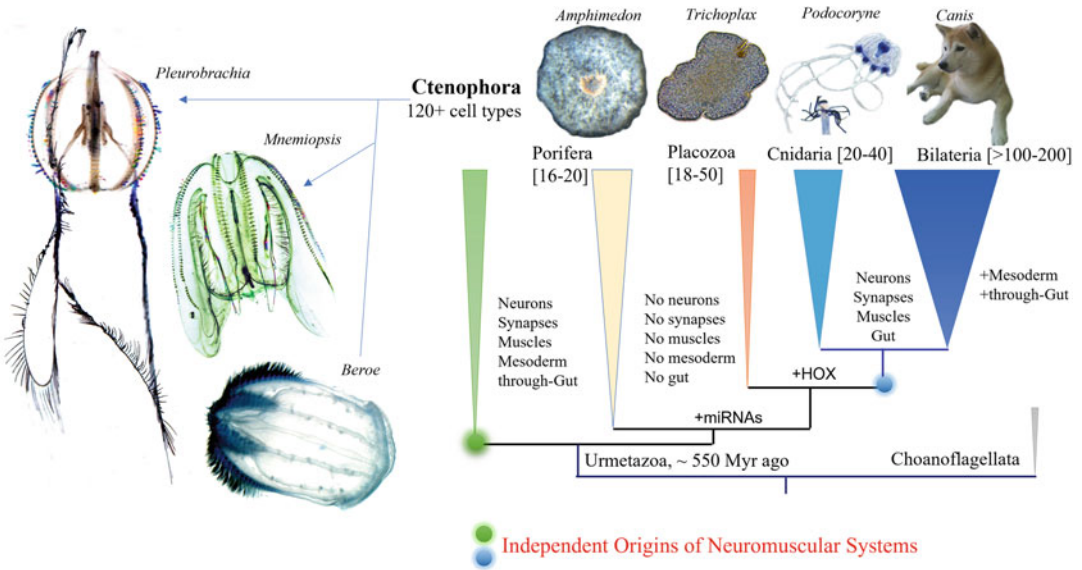 Pleurobrachia
Mnemiopsis
Beroe
Ctenophora
120+ cell types
Amphimedon
Trichoplax
Podocoryne
Canis
Porifera
[16-20]
Placozoa
[18-50]
Cnidaria [20-40]
Bilateria [>100-200]
Neurons
Synapses
Muscles
Mesoderm
through-Gut
No neurons
No synapses
No muscles
No mesoderm
No gut
Neurons
Synapses
Muscles
Gut
+Mesoderm
+through-Gut
+HOX
+miRNAs
Urmetazoa, ~ 550 Myr ago
Choanoflagellata
Independent Origins of Neuromuscular Systems